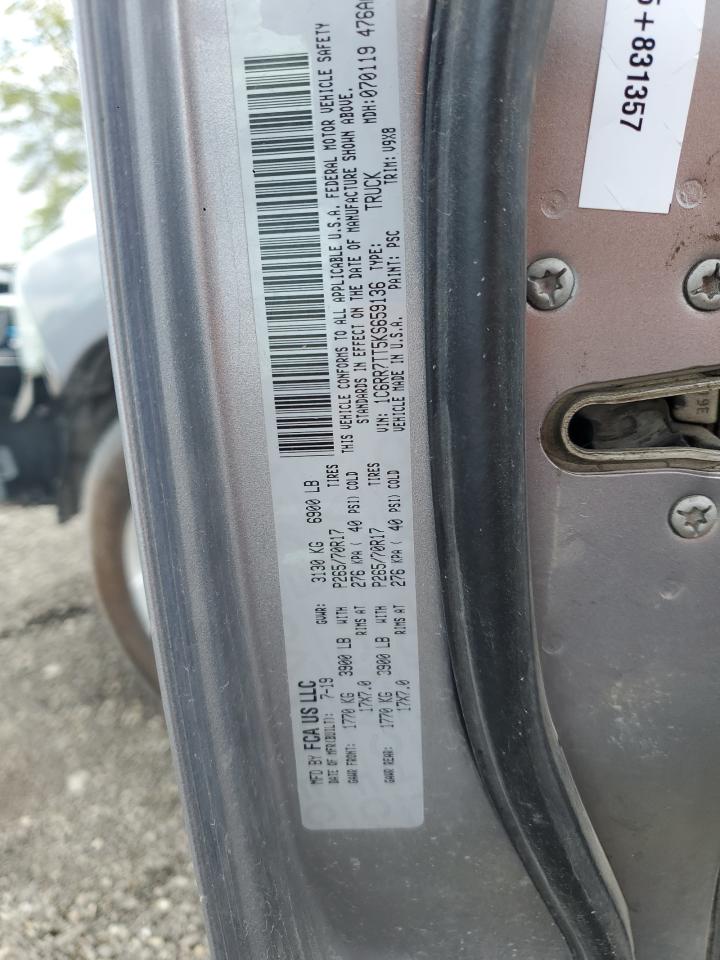 MFD BY FCA US LLC
DATE OF MFR(BUILT): 7-19 GVWR: 3130 KG 6900 LB
GAWR FRONT: 1770 KG 3900 LB WITH P265/70R17 TIRES
17X7.0 RIMS AT 276 KPA ( 40 PSI) COLD
GAWR REAR: 1770 KG 3900 LB WITH P265/70R17 TIRES
17X7.0 RIMS AT 276 KPA ( 40 PSI) COLD
THIS VEHICLE CONFORMS TO ALL APPLICABLE U.S.A. FEDERAL MOTOR VEHICLE SAFETY
STANDARDS IN EFFECT ON THE DATE OF MANUFACTURE SHOWN ABOVE.
VIN: 1C6RR7TT5KS659136 TYPE: TRUCK MDH:070119 476A
VEHICLE MADE IN U.S.A. PAINT: PSC TRIM: V9X8
+831357